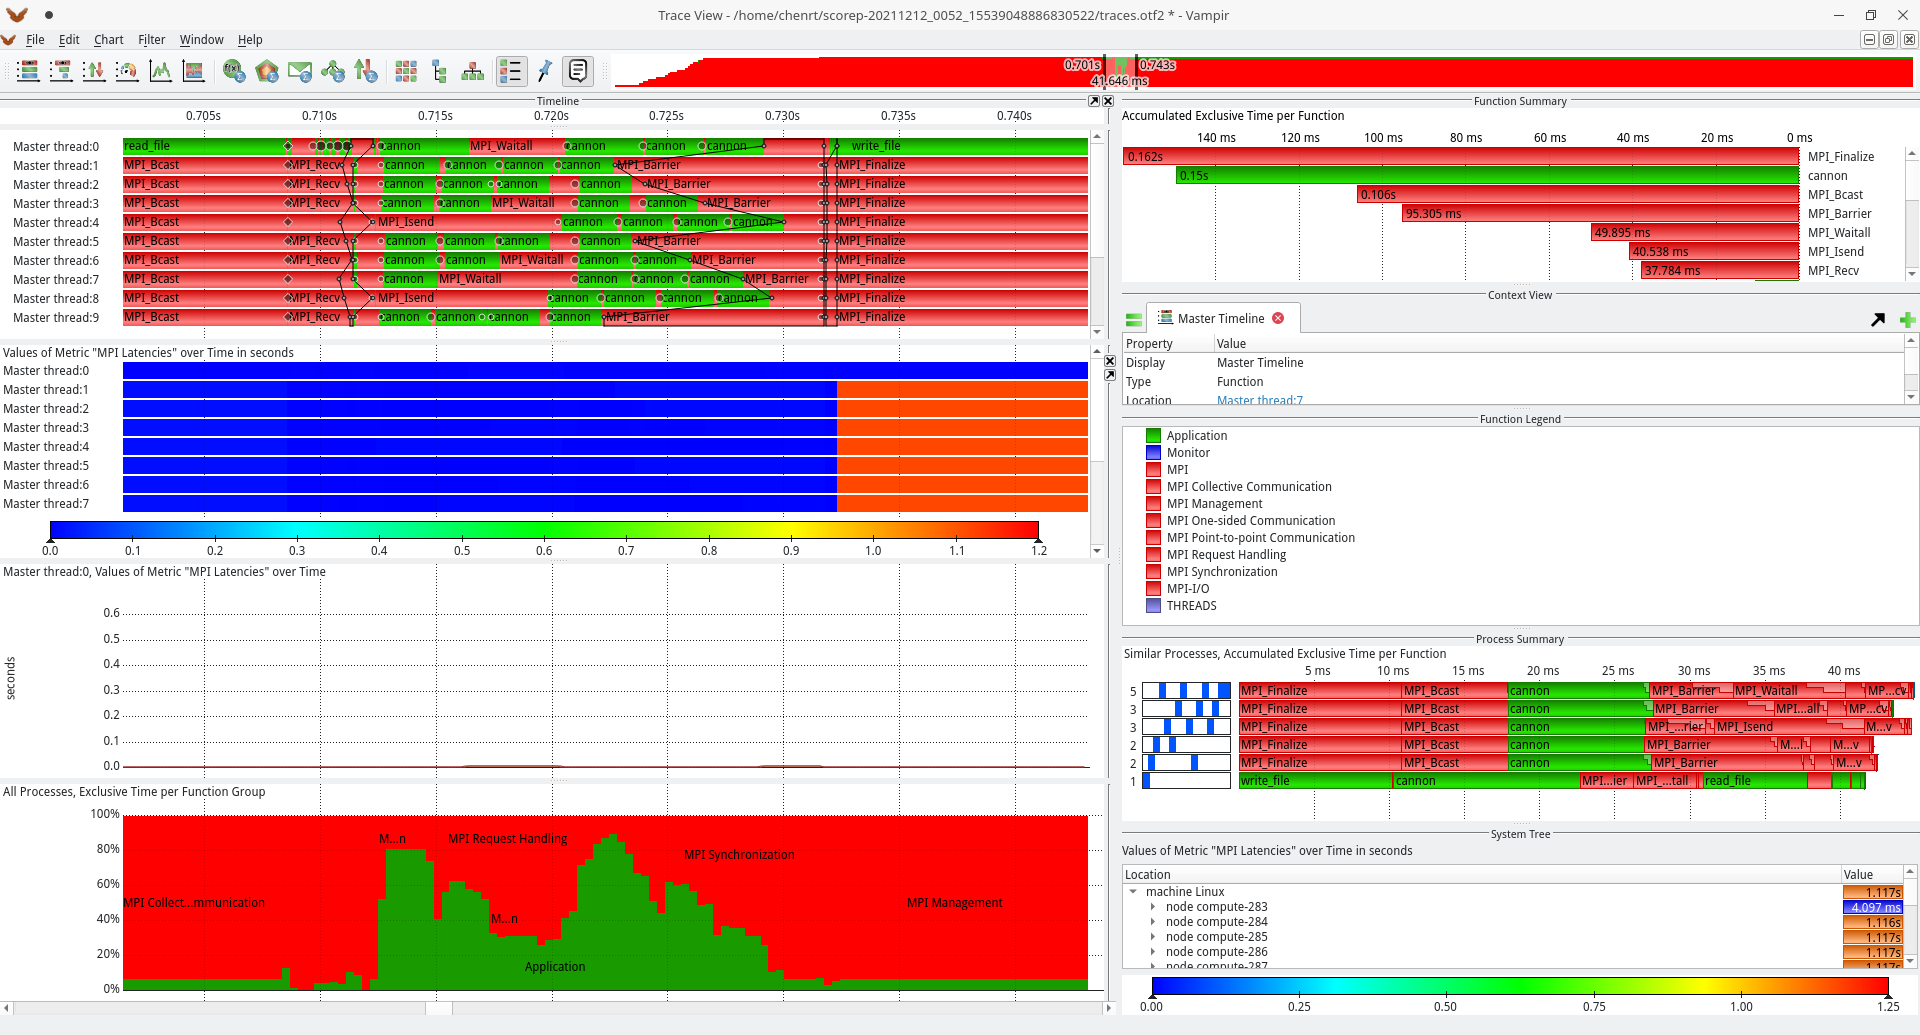 Trace View - /home/chenrt/scorep-20211212_0052_15539048886830522/traces.otf2 * - Vampir
File Edit Chart Filter Window Help
0.701s 0.743s
41.646 ms
Timeline
0.705s 0.710s 0.715s 0.720s 0.725s 0.730s 0.735s 0.740s
Master thread:0 read_file cannon MPI_Waitall cannon cannon cannon write_file
Master thread:1 MPI_Bcast MPI_Recv cannon cannon cannon cannon MPI_Barrier MPI_Finalize
Master thread:2 MPI_Bcast MPI_Recv cannon cannon cannon cannon MPI_Barrier MPI_Finalize
Master thread:3 MPI_Bcast MPI_Recv cannon cannon MPI_Waitall cannon cannon MPI_Barrier MPI_Finalize
Master thread:4 MPI_Bcast MPI_Isend cannon cannon cannon cannon MPI_Finalize
Master thread:5 MPI_Bcast MPI_Recv cannon cannon cannon cannon MPI_Barrier MPI_Finalize
Master thread:6 MPI_Bcast MPI_Recv cannon cannon MPI_Waitall cannon cannon MPI_Barrier MPI_Finalize
Master thread:7 MPI_Bcast MPI_Recv cannon MPI_Waitall cannon cannon cannon MPI_Barrier MPI_Finalize
Master thread:8 MPI_Bcast MPI_Recv MPI_Isend cannon cannon cannon cannon MPI_Finalize
Master thread:9 MPI_Bcast MPI_Recv cannon cannon cannon cannon MPI_Barrier MPI_Finalize
Values of Metric "MPI Latencies" over Time in seconds
Master thread:0
Master thread:1
Master thread:2
Master thread:3
Master thread:4
Master thread:5
Master thread:6
Master thread:7
0.0 0.1 0.2 0.3 0.4 0.5 0.6 0.7 0.8 0.9 1.0 1.1 1.2
Master thread:0, Values of Metric "MPI Latencies" over Time
seconds
0.6
0.5
0.4
0.3
0.2
0.1
0.0
All Processes, Exclusive Time per Function Group
100%
80%
60%
40%
20%
0%
M...n MPI Request Handling
MPI Synchronization
MPI Collect...mmunication MPI Management
M...n
Application
Function Summary
Accumulated Exclusive Time per Function
140 ms 120 ms 100 ms 80 ms 60 ms 40 ms 20 ms 0 ms
0.162s MPI_Finalize
0.15s cannon
0.106s MPI_Bcast
95.305 ms MPI_Barrier
49.895 ms MPI_Waitall
40.538 ms MPI_Isend
37.784 ms MPI_Recv
Context View
Master Timeline
Property Value
Display Master Timeline
Type Function
Location Master thread:7
Function Legend
Application
Monitor
MPI
MPI Collective Communication
MPI Management
MPI One-sided Communication
MPI Point-to-point Communication
MPI Request Handling
MPI Synchronization
MPI-I/O
THREADS
Process Summary
Similar Processes, Accumulated Exclusive Time per Function
5 ms 10 ms 15 ms 20 ms 25 ms 30 ms 35 ms 40 ms
5 MPI_Finalize MPI_Bcast cannon MPI_Barrier MPI_Waitall MP...cv
3 MPI_Finalize MPI_Bcast cannon MPI_Barrier MPI...all MP...cv
3 MPI_Finalize MPI_Bcast cannon MPI_...rier MPI_Isend M...v
2 MPI_Finalize MPI_Bcast cannon MPI_Barrier M...l M...v
2 MPI_Finalize MPI_Bcast cannon MPI_Barrier M...v
1 write_file cannon MPI...ier MPI_...tall read_file
System Tree
Values of Metric "MPI Latencies" over Time in seconds
Location Value
machine Linux 1.117s
node compute-283 4.097 ms
node compute-284 1.116s
node compute-285 1.117s
node compute-286 1.117s
node compute-287 1.117s
0.00 0.25 0.50 0.75 1.00 1.25